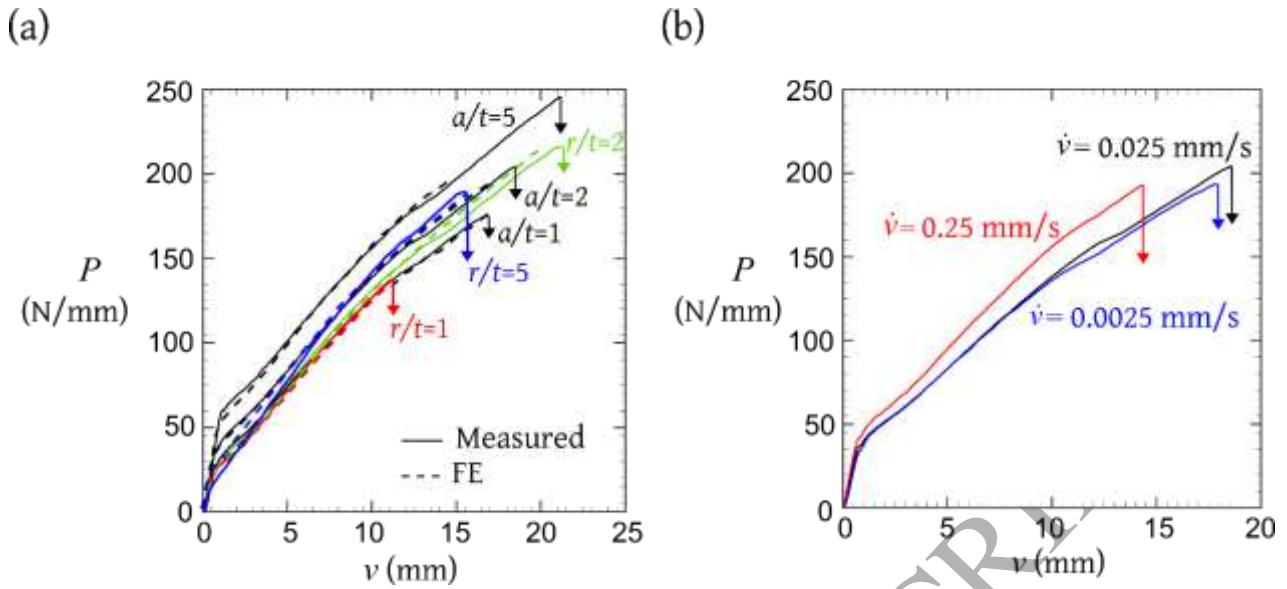 (a)
(b)
250
200
150
100
50
0
P
(N/mm)
a/t=5
r/t=2
a/t=2
a/t=1
r/t=5
r/t=1
Measured
FE
0 5 10 15 20 25
v (mm)
250
200
150
100
50
0
P
(N/mm)
v̇ = 0.025 mm/s
v̇ = 0.25 mm/s
v̇ = 0.0025 mm/s
0 5 10 15 20
v (mm)
CRI